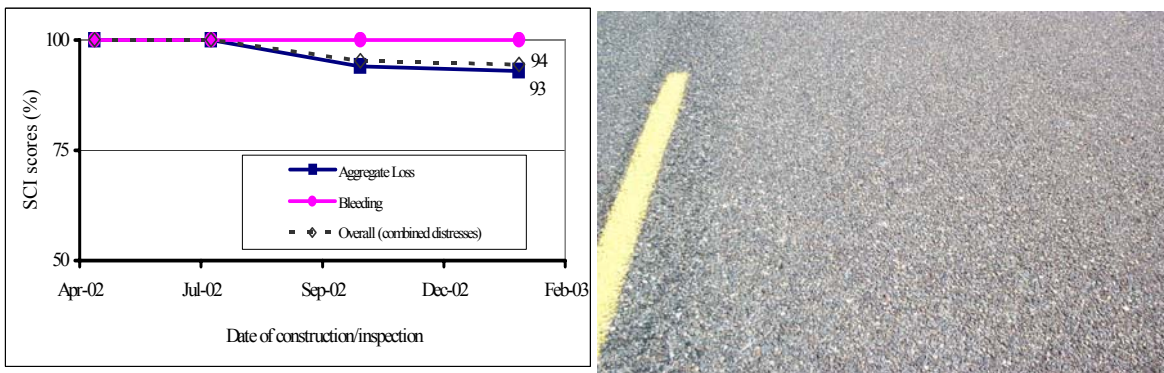 100
94
93
75
50
SCI scores (%)
Aggregate Loss
Bleeding
Overall (combined distresses)
Apr-02 Jul-02 Sep-02 Dec-02 Feb-03
Date of construction/inspection